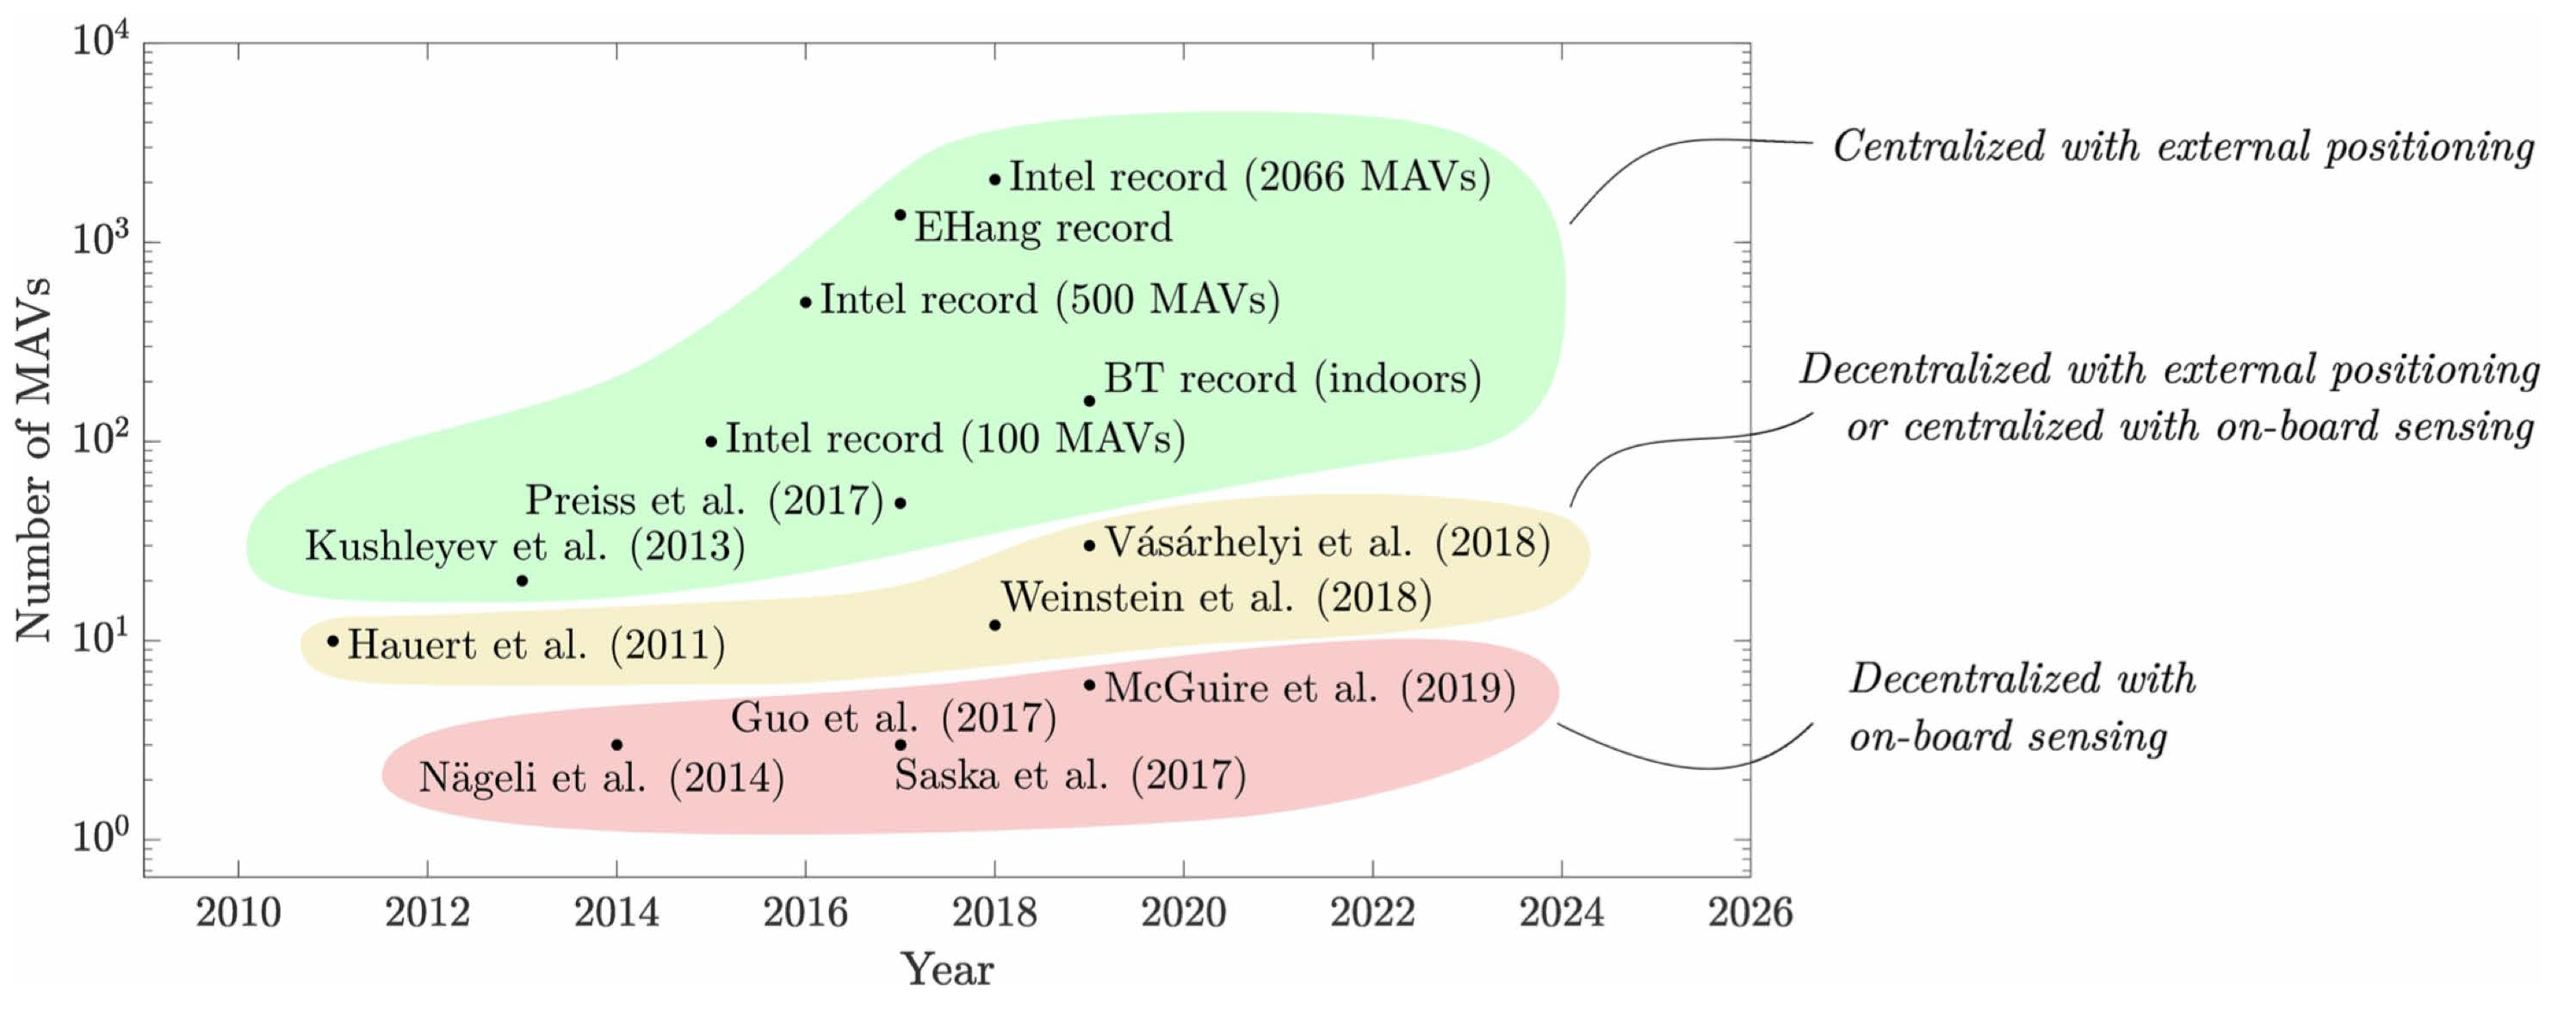 10^4
10^3
10^2
10^1
10^0
Number of MAVs
Intel record (2066 MAVs)
EHang record
Intel record (500 MAVs)
BT record (indoors)
Intel record (100 MAVs)
Preiss et al. (2017)
Kushleyev et al. (2013)
Vásárhelyi et al. (2018)
Weinstein et al. (2018)
Hauert et al. (2011)
McGuire et al. (2019)
Guo et al. (2017)
Nägeli et al. (2014)
Saska et al. (2017)
Centralized with external positioning
Decentralized with external positioning
or centralized with on-board sensing
Decentralized with
on-board sensing
2010 2012 2014 2016 2018 2020 2022 2024 2026
Year